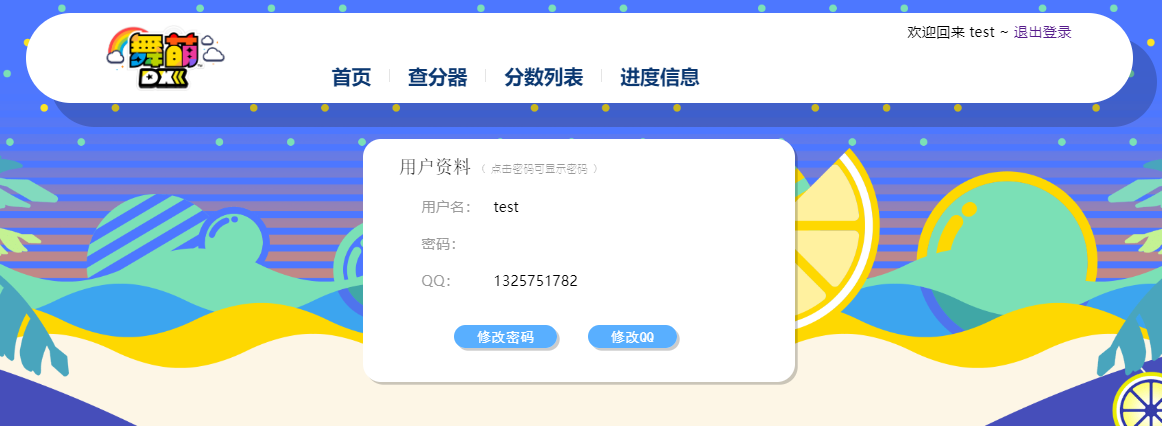 欢迎回来 test ~ 退出登录
舞萌
DX
首页 查分器 分数列表 进度信息
用户资料 （ 点击密码可显示密码 ）
用户名： test
密码：
QQ： 1325751782
修改密码 修改QQ